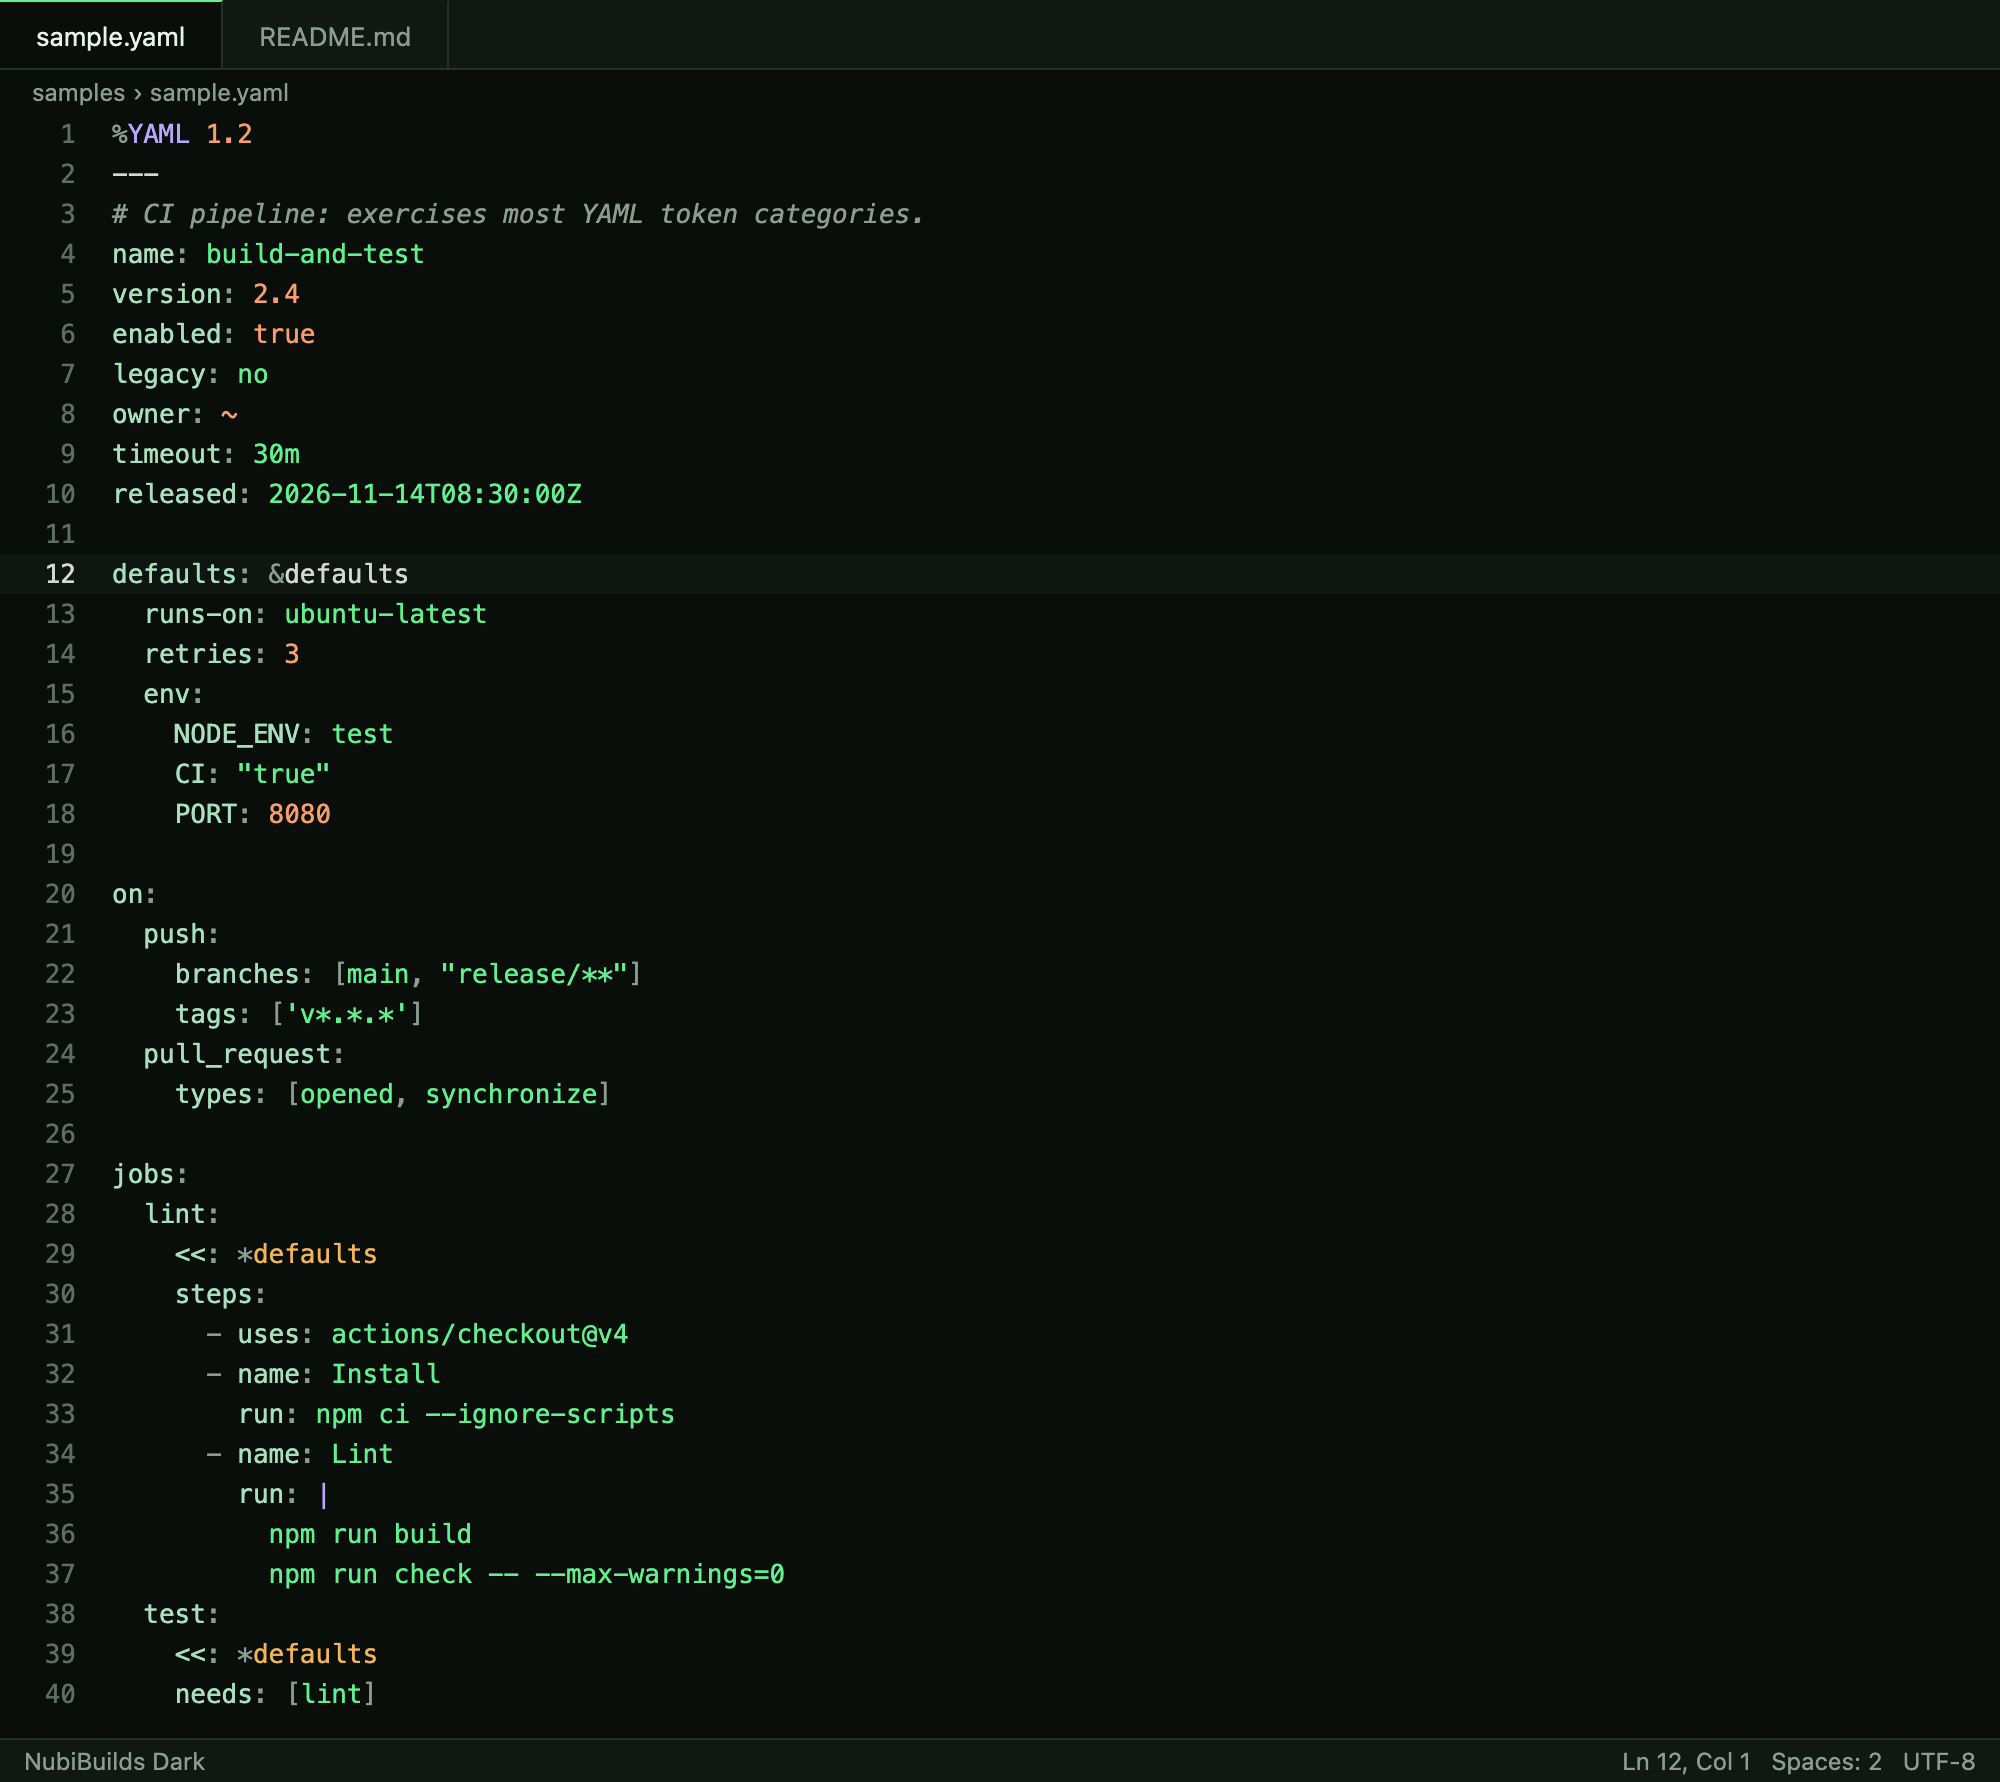 sample.yaml README.md
samples › sample.yaml
1 %YAML 1.2
2 ---
3 # CI pipeline: exercises most YAML token categories.
4 name: build-and-test
5 version: 2.4
6 enabled: true
7 legacy: no
8 owner: ~
9 timeout: 30m
10 released: 2026-11-14T08:30:00Z
11
12 defaults: &defaults
13   runs-on: ubuntu-latest
14   retries: 3
15   env:
16     NODE_ENV: test
17     CI: "true"
18     PORT: 8080
19
20 on:
21   push:
22     branches: [main, "release/**"]
23     tags: ['v*.*.*']
24   pull_request:
25     types: [opened, synchronize]
26
27 jobs:
28   lint:
29     <<: *defaults
30     steps:
31       - uses: actions/checkout@v4
32       - name: Install
33         run: npm ci --ignore-scripts
34       - name: Lint
35         run: |
36           npm run build
37           npm run check -- --max-warnings=0
38   test:
39     <<: *defaults
40     needs: [lint]
NubiBuilds Dark Ln 12, Col 1 Spaces: 2 UTF-8